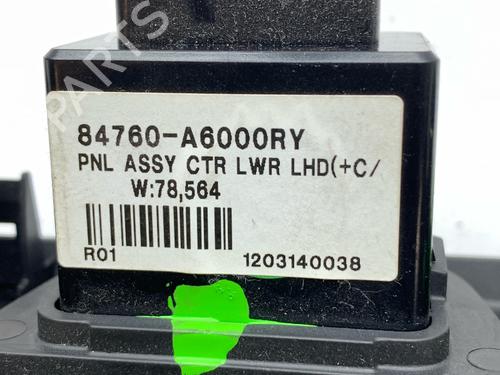 84760-A6000RY
PNL ASSY CTR LWR LHD(+C/
W:78,564
R01 1203140038